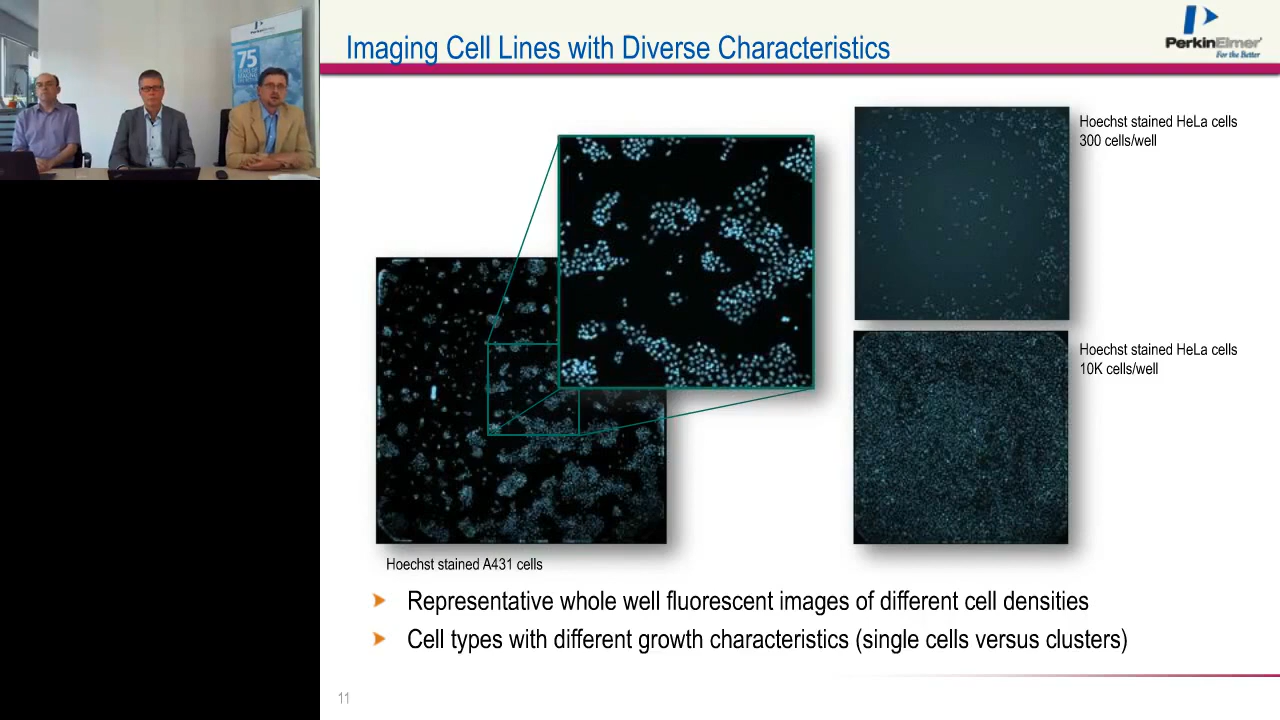 PerkinElmer
75
Imaging Cell Lines with Diverse Characteristics
PerkinElmer
For the Better
Hoechst stained HeLa cells
300 cells/well
Hoechst stained HeLa cells
10K cells/well
Hoechst stained A431 cells
Representative whole well fluorescent images of different cell densities
Cell types with different growth characteristics (single cells versus clusters)
11